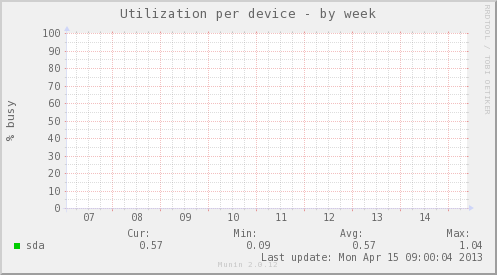 Utilization per device - by week
RRDTOOL / TOBI OETIKER
% busy
100
90
80
70
60
50
40
30
20
10
0
07 08 09 10 11 12 13 14
Cur: Min: Avg: Max:
sda 0.57 0.09 0.57 1.04
Last update: Mon Apr 15 09:00:04 2013
Munin 2.0.12